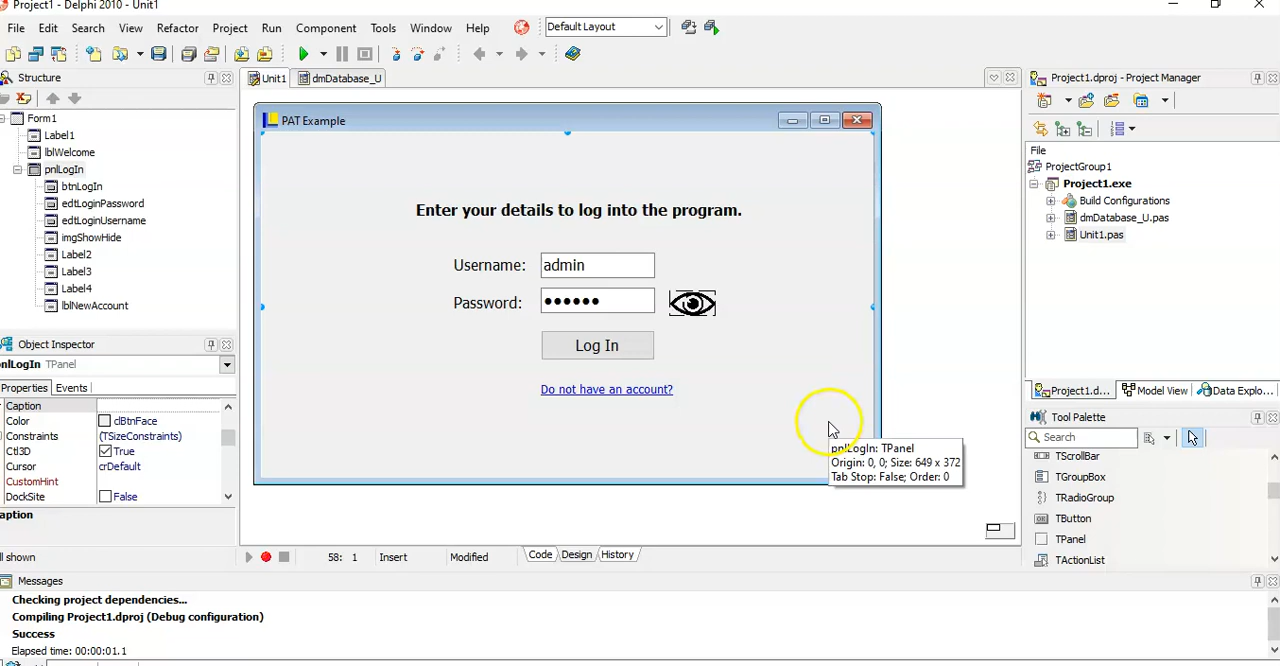 Project1 - Delphi 2010 - Unit1
File Edit Search View Refactor Project Run Component Tools Window Help Default Layout
Structure
Form1
Label1
lblWelcome
pnlLogIn
btnLogIn
edtLoginPassword
edtLoginUsername
imgShowHide
Label2
Label3
Label4
lblNewAccount
Object Inspector
pnlLogIn TPanel
Properties Events
Caption
Color clBtnFace
Constraints (TSizeConstraints)
Ctl3D True
Cursor crDefault
CustomHint
DockSite False
aption
ll shown
Unit1 dmDatabase_U
PAT Example
Enter your details to log into the program.
Username: admin
Password: ••••••
Log In
Do not have an account?
pnlLogIn: TPanel
Origin: 0, 0; Size: 649 x 372
Tab Stop: False; Order: 0
58: 1 Insert Modified Code Design History
Project1.dproj - Project Manager
File
ProjectGroup1
Project1.exe
Build Configurations
dmDatabase_U.pas
Unit1.pas
Project1.d... Model View Data Explo...
Tool Palette
Search
TScrollBar
TGroupBox
TRadioGroup
TButton
TPanel
TActionList
Messages
Checking project dependencies...
Compiling Project1.dproj (Debug configuration)
Success
Elapsed time: 00:00:01.1